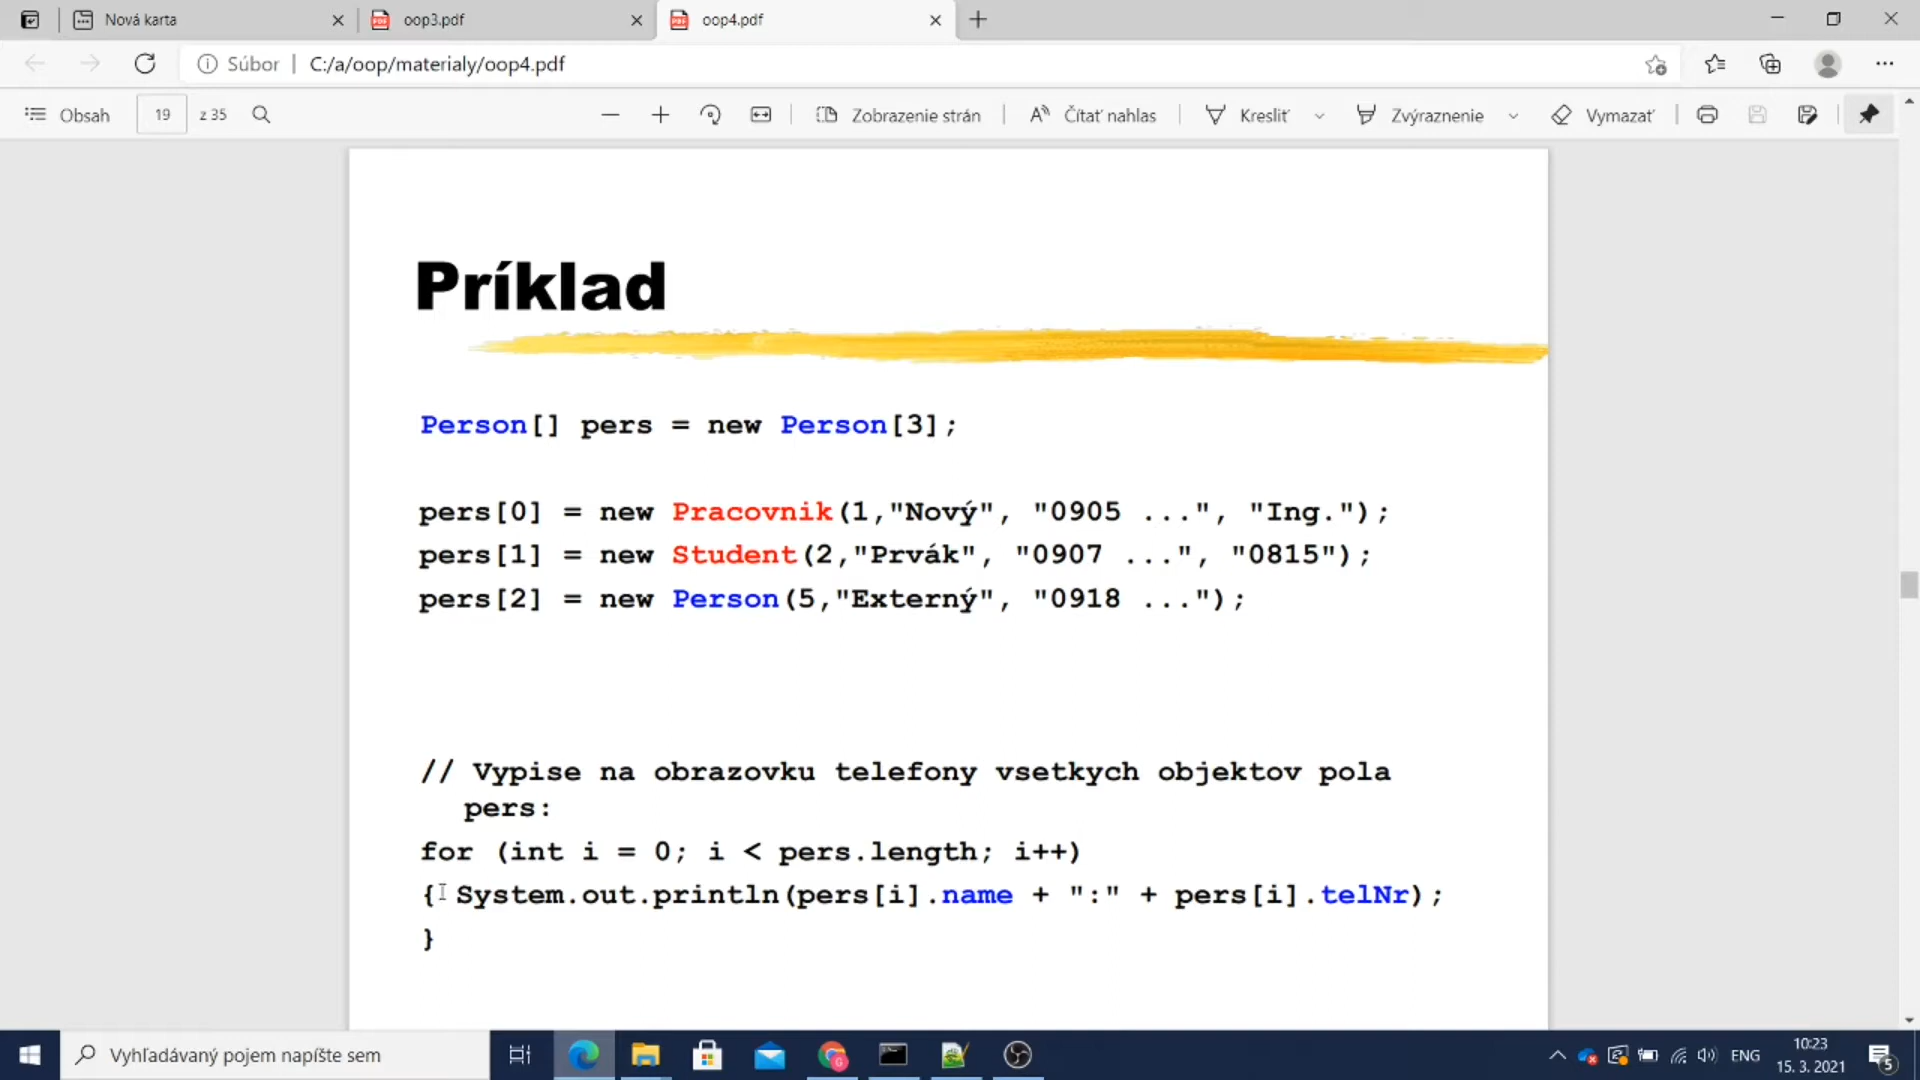 Nová karta
oop3.pdf
oop4.pdf
Súbor
C:/a/oop/materialy/oop4.pdf
Obsah
19
z 35
Zobrazenie strán
Čítať nahlas
Kresliť
Zvýraznenie
Vymazať
Príklad
Person[] pers = new Person[3];
pers[0] = new Pracovnik(1,"Nový", "0905 ...", "Ing.");
pers[1] = new Student(2,"Prvák", "0907 ...", "0815");
pers[2] = new Person(5,"Externý", "0918 ...");
// Vypise na obrazovku telefony vsetkych objektov pola
pers:
for (int i = 0; i < pers.length; i++)
{ System.out.println(pers[i].name + ":" + pers[i].telNr);
}
Vyhľadávaný pojem napíšte sem
ENG
10:23
15. 3. 2021
5